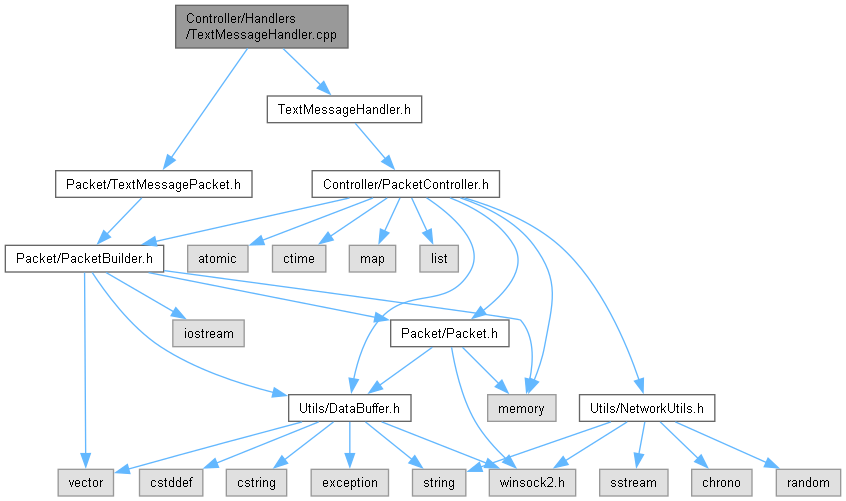 Controller/Handlers
/TextMessageHandler.cpp
TextMessageHandler.h
Packet/TextMessagePacket.h
Controller/PacketController.h
Packet/PacketBuilder.h
atomic
ctime
map
list
iostream
Packet/Packet.h
Utils/DataBuffer.h
memory
Utils/NetworkUtils.h
vector
cstddef
cstring
exception
string
winsock2.h
sstream
chrono
random